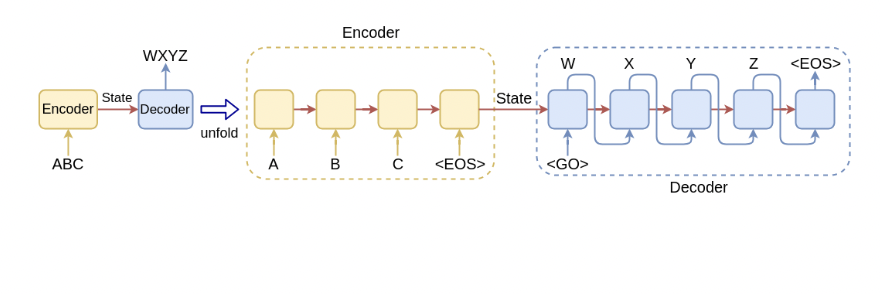 Encoder
WXYZ
W X Y Z <EOS>
Encoder State Decoder
State
unfold
ABC
A B C <EOS>
<GO>
Decoder